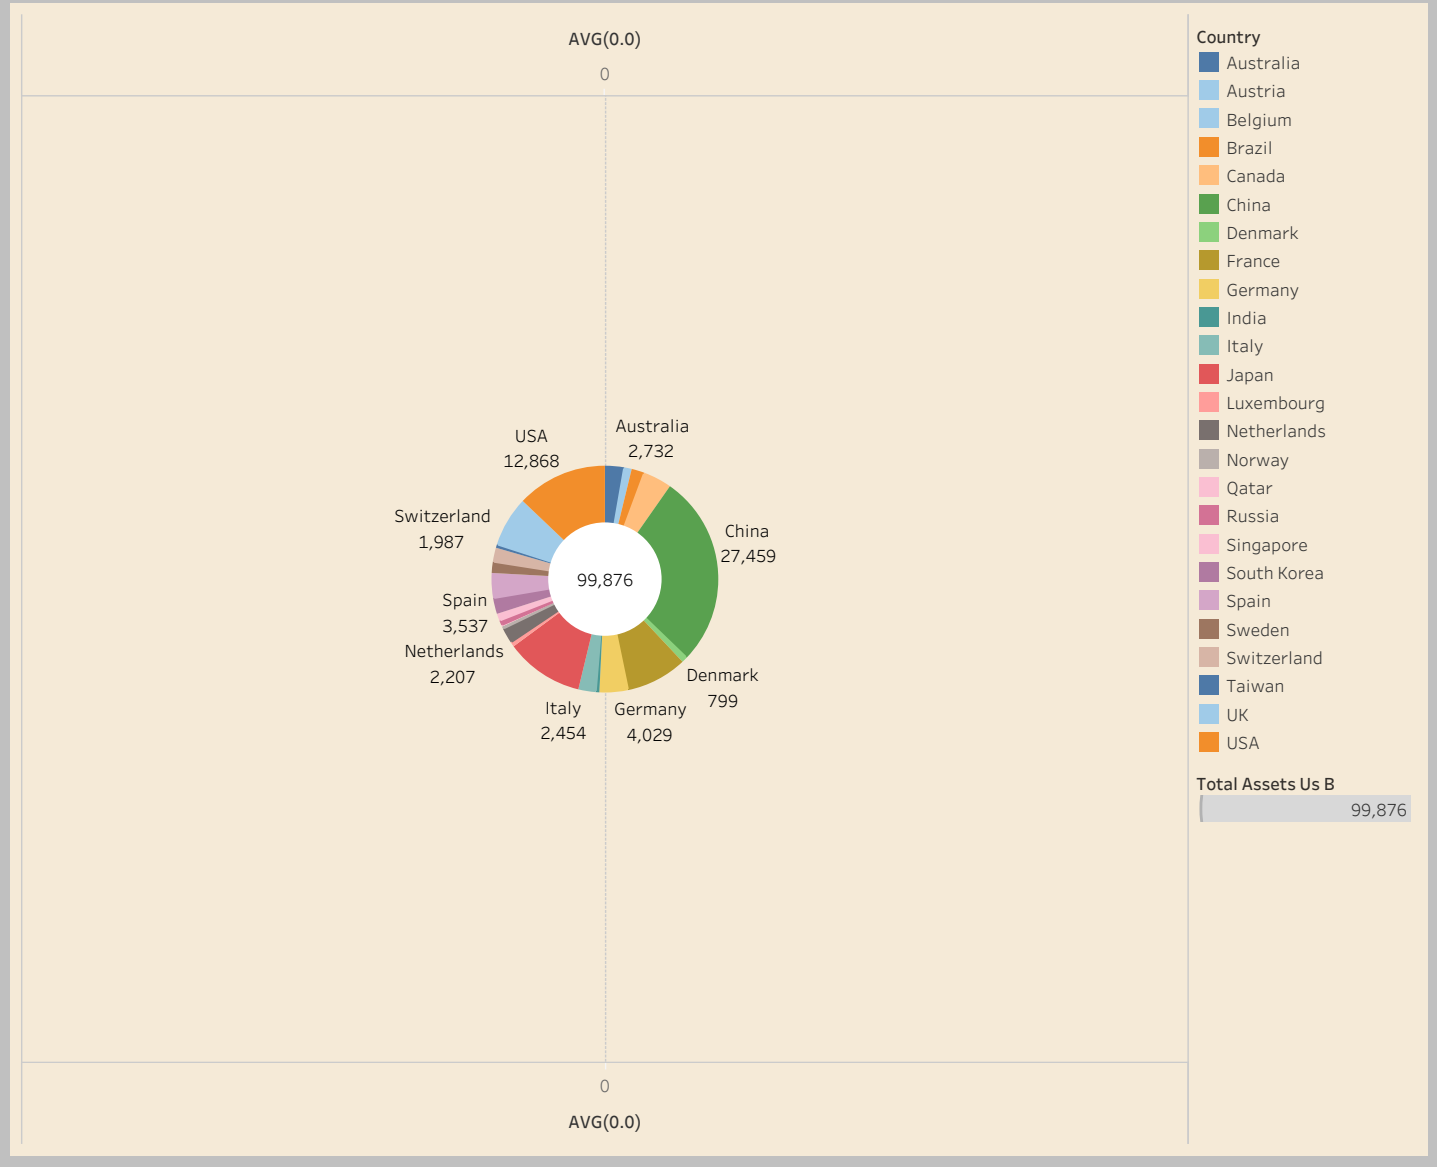 AVG(0.0)
0
USA
12,868
Australia
2,732
Switzerland
1,987
China
27,459
99,876
Spain
3,537
Netherlands
2,207
Denmark
799
Italy
2,454
Germany
4,029
0
AVG(0.0)
Country
Australia
Austria
Belgium
Brazil
Canada
China
Denmark
France
Germany
India
Italy
Japan
Luxembourg
Netherlands
Norway
Qatar
Russia
Singapore
South Korea
Spain
Sweden
Switzerland
Taiwan
UK
USA
Total Assets Us B
99,876